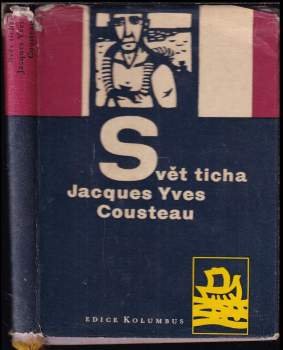 Svět ticha
Jacques Yves
Cousteau
EDICE KOLUMBUS
Svět ticha
Jacques Yves
Cousteau